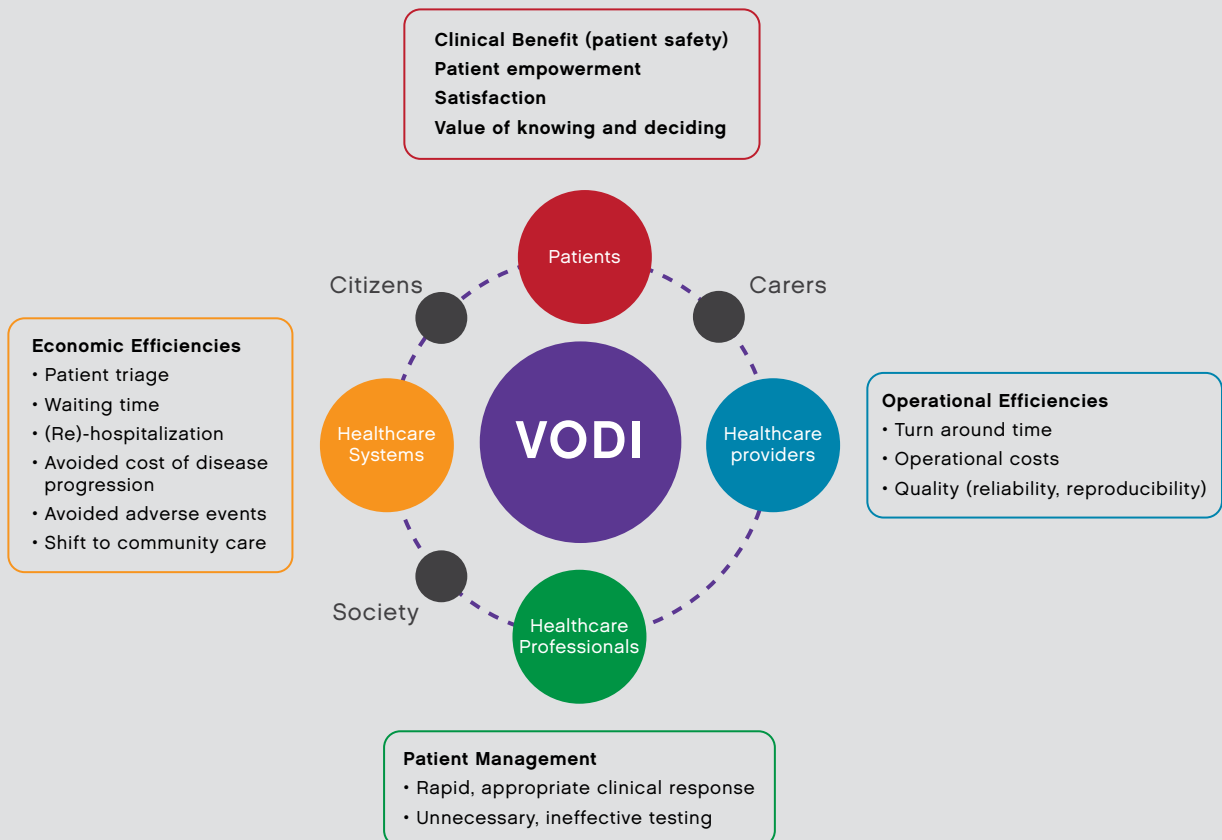 Clinical Benefit (patient safety)
Patient empowerment
Satisfaction
Value of knowing and deciding
Patients
Citizens
Carers
Economic Efficiencies
• Patient triage
• Waiting time
• (Re)-hospitalization
• Avoided cost of disease
progression
• Avoided adverse events
• Shift to community care
Healthcare
Systems
VODI
Healthcare
providers
Operational Efficiencies
• Turn around time
• Operational costs
• Quality (reliability, reproducibility)
Society
Healthcare
Professionals
Patient Management
• Rapid, appropriate clinical response
• Unnecessary, ineffective testing